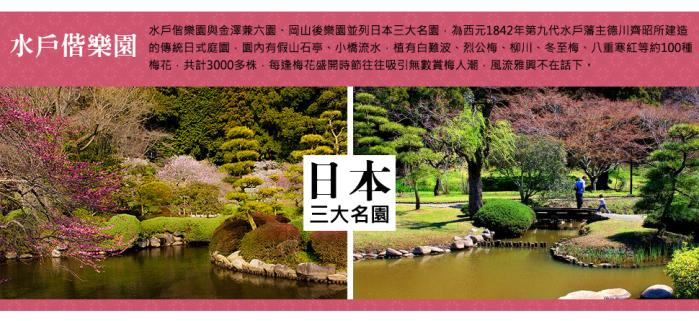 水戶偕樂園
水戶偕樂園與金澤兼六園、岡山後樂園並列日本三大名園，為西元1842年第九代水戶藩主德川齊昭所建造
的傳統日式庭園，園內有假山石亭、小橋流水，植有白難波、烈公梅、柳川、冬至梅、八重寒紅等約100種
梅花，共計3000多株，每逢梅花盛開時節往往吸引無數賞梅人潮，風流雅興不在話下。
日本
三大名園